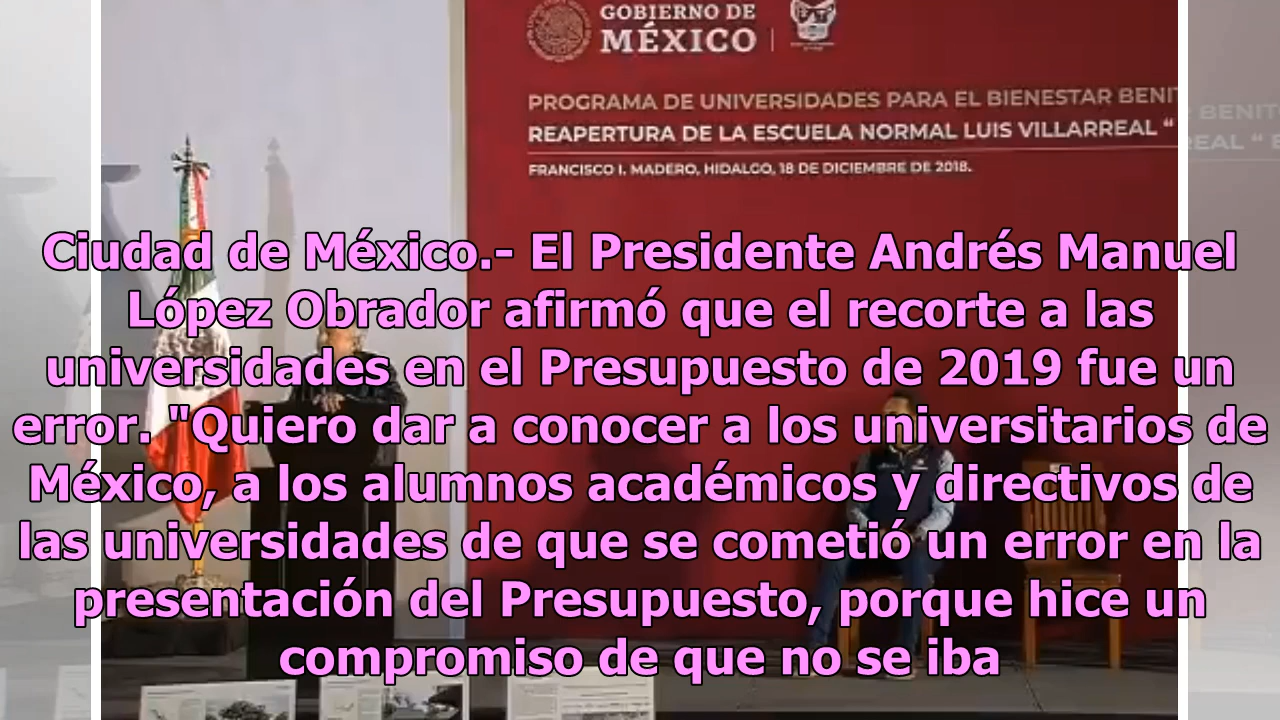 GOBIERNO DE
MÉXICO
PROGRAMA DE UNIVERSIDADES PARA EL BIENESTAR BENIT
REAPERTURA DE LA ESCUELA NORMAL LUIS VILLARREAL “
FRANCISCO I. MADERO, HIDALGO, 18 DE DICIEMBRE DE 2018.
Ciudad de México.- El Presidente Andrés Manuel
López Obrador afirmó que el recorte a las
universidades en el Presupuesto de 2019 fue un
error. "Quiero dar a conocer a los universitarios de
México, a los alumnos académicos y directivos de
las universidades de que se cometió un error en la
presentación del Presupuesto, porque hice un
compromiso de que no se iba